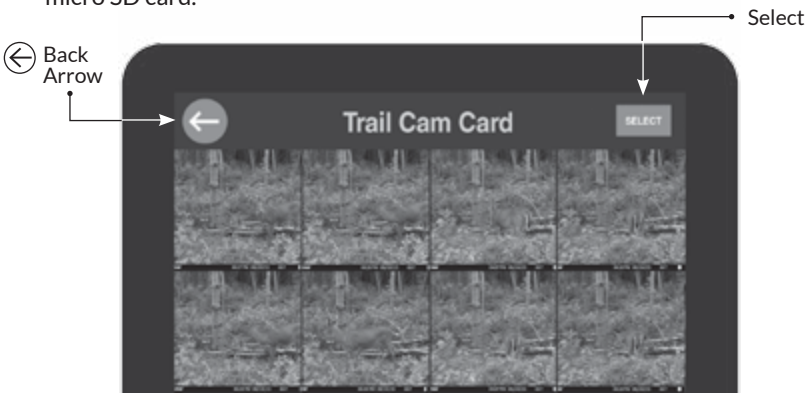 micro SD card.
Select
Back
Arrow
Trail Cam Card
SELECT